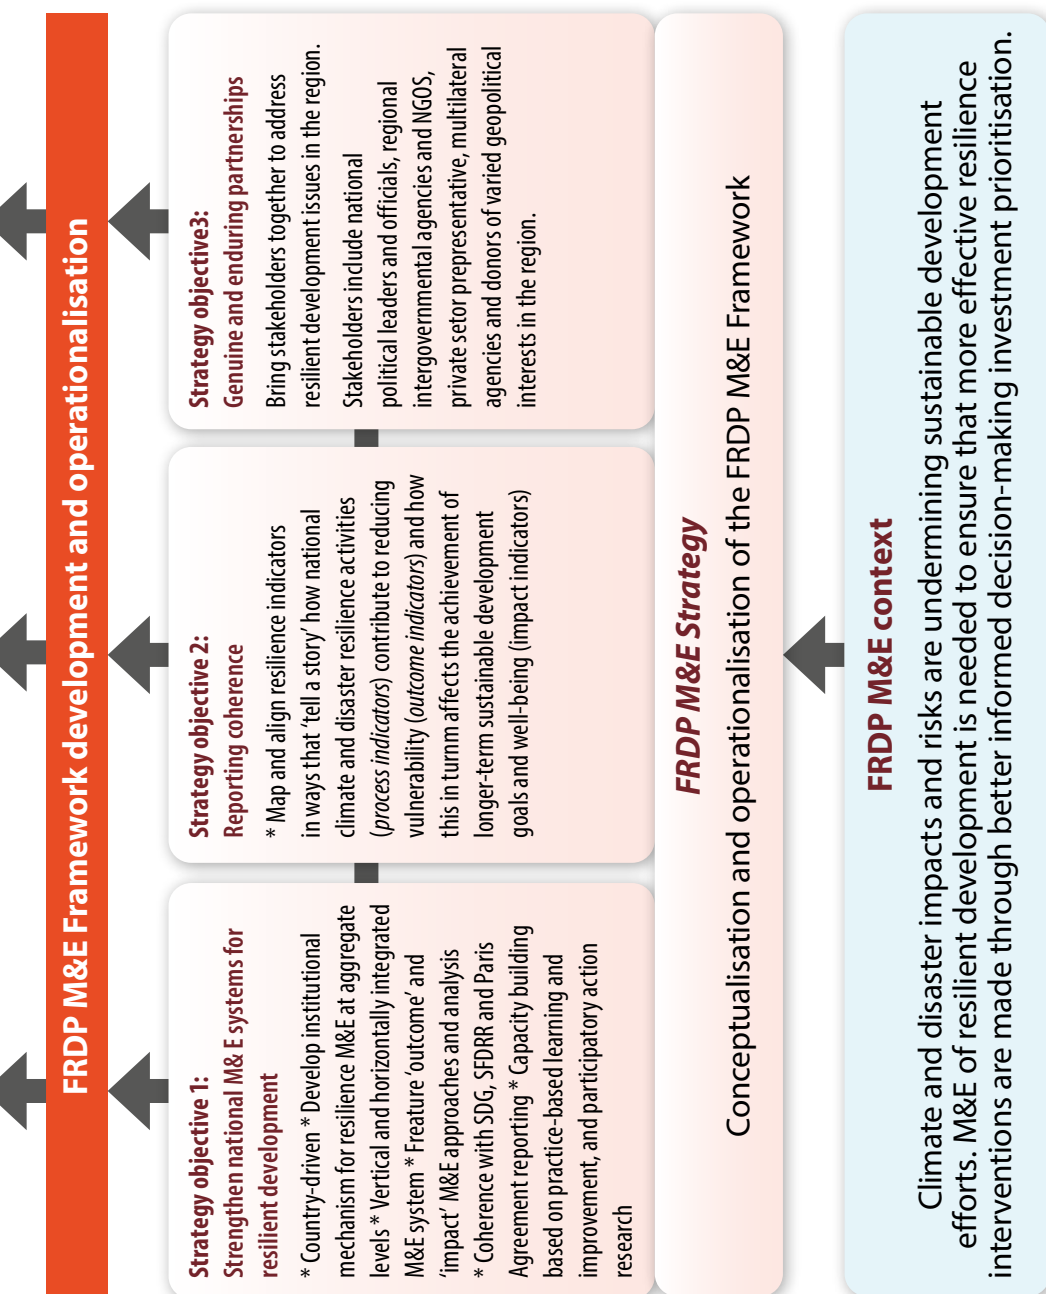 FRDP M&E Framework development and operationalisation
Strategy objective 1:
Strengthen national M& E systems for
resilient development
* Country-driven * Develop institutional
mechanism for resilience M&E at aggregate
levels * Vertical and horizontally integrated
M&E system * Freature 'outcome' and
'impact' M&E approaches and analysis
* Coherence with SDG, SFDRR and Paris
Agreement reporting * Capacity building
based on practice-based learning and
improvement, and participatory action
research
Strategy objective 2:
Reporting coherence
* Map and align resilience indicators
in ways that 'tell a story' how national
climate and disaster resilience activities
(process indicators) contribute to reducing
vulnerability (outcome indicators) and how
this in turnm affects the achievement of
longer-term sustainable development
goals and well-being (impact indicators)
Strategy objective3:
Genuine and enduring partnerships
Bring stakeholders together to address
resilient development issues in the region.
Stakeholders include national
political leaders and officials, regional
intergovernmental agencies and NGOS,
private setor prepresentative, multilateral
agencies and donors of varied geopolitical
interests in the region.
FRDP M&E Strategy
Conceptualisation and operationalisation of the FRDP M&E Framework
FRDP M&E context
Climate and disaster impacts and risks are undermining sustainable development
efforts. M&E of resilient development is needed to ensure that more effective resilience
interventions are made through better informed decision-making investment prioritisation.